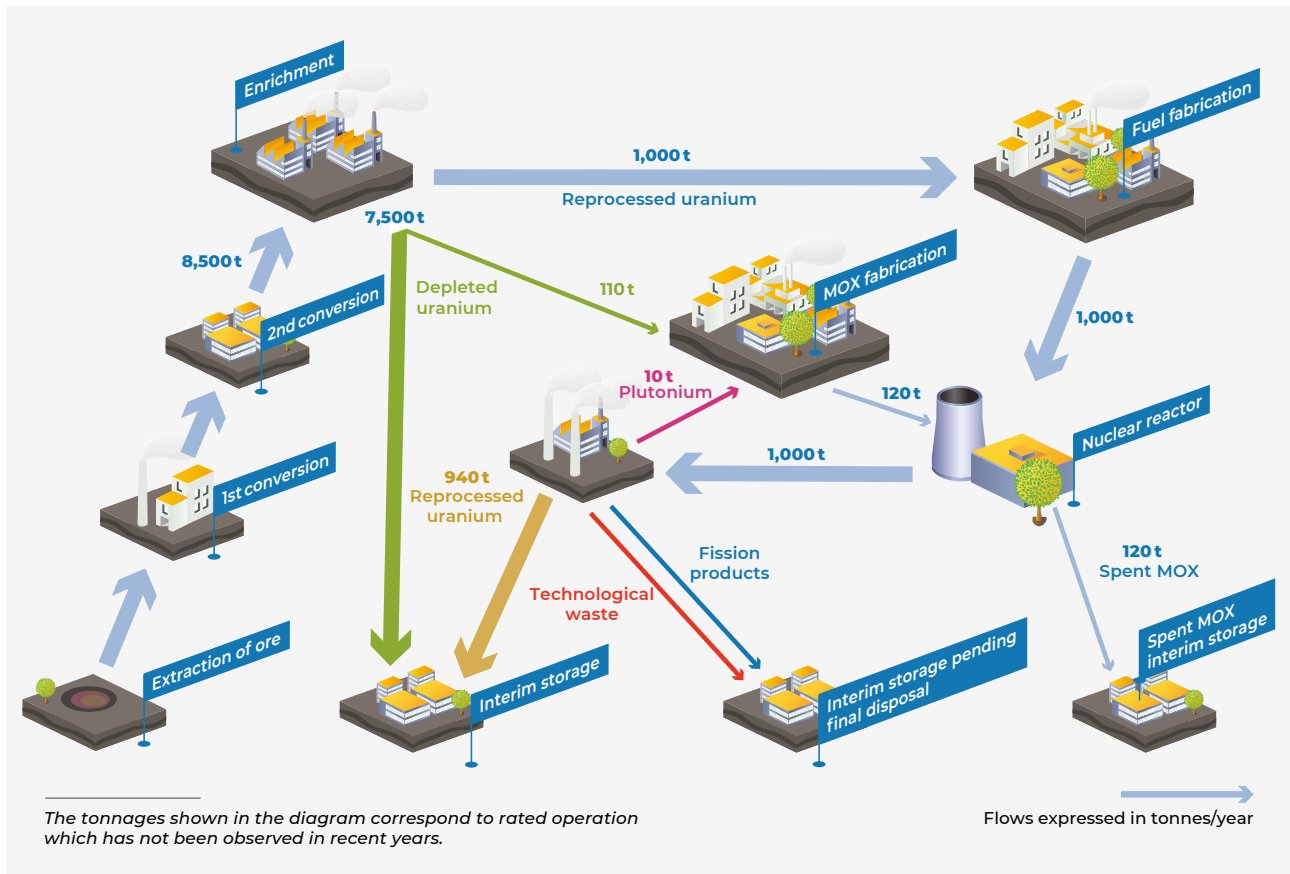 Enrichment
Fuel fabrication
1,000 t
Reprocessed uranium
7,500 t
8,500 t
Depleted
uranium
110 t
MOX fabrication
2nd conversion
1,000 t
10 t
Plutonium
120 t
Nuclear reactor
1,000 t
1st conversion
940 t
Reprocessed
uranium
Fission
products
120 t
Spent MOX
Technological
waste
Extraction of ore
Interim storage
Interim storage pending
final disposal
Spent MOX
interim storage
The tonnages shown in the diagram correspond to rated operation
which has not been observed in recent years.
Flows expressed in tonnes/year